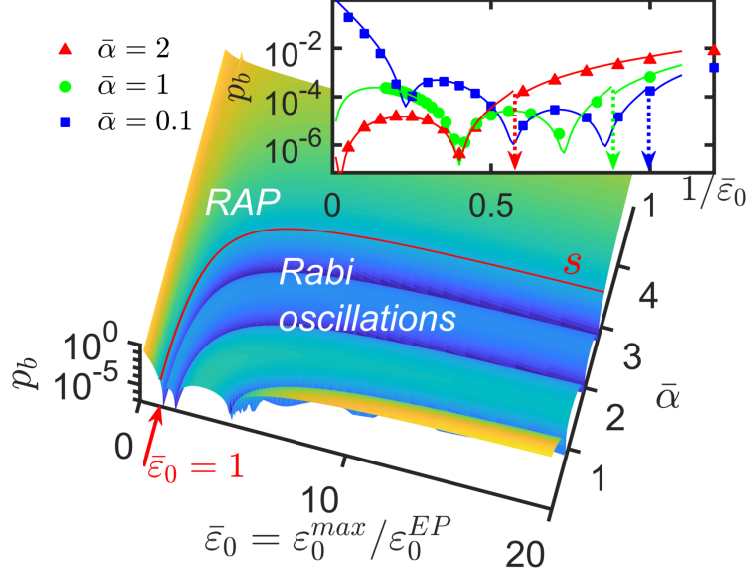 ᾱ = 2
ᾱ = 1
ᾱ = 0.1
p_b
10^-2
10^-4
10^-6
0
0.5
1
1/ε̄_0
RAP
s
Rabi
oscillations
4
3
2
1
ᾱ
10^0
10^-5
p_b
0
10
20
ε̄_0 = 1
ε̄_0 = ε_0^{max}/ε_0^{EP}